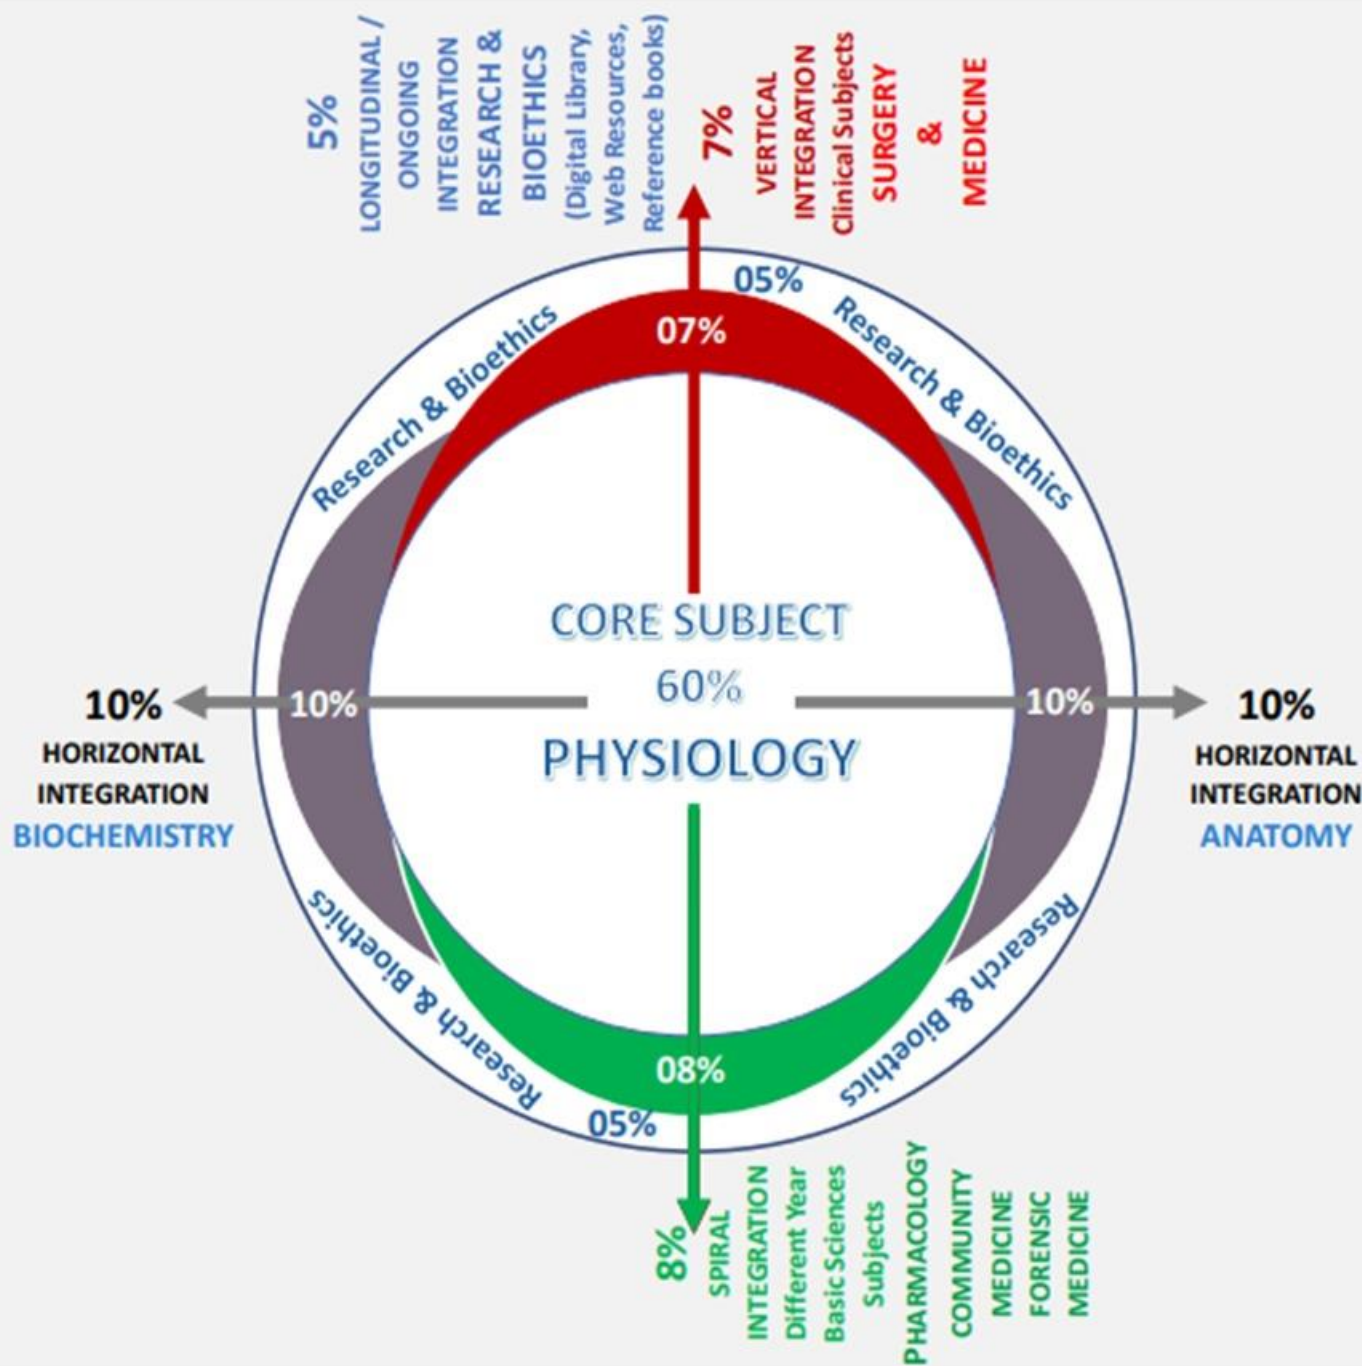 5%
LONGITUDINAL /
ONGOING
INTEGRATION
RESEARCH &
BIOETHICS
(Digital Library,
Web Resources,
Reference books)
7%
VERTICAL
INTEGRATION
Clinical Subjects
SURGERY
&
MEDICINE
05%
Research & Bioethics
Research & Bioethics
07%
CORE SUBJECT
60%
PHYSIOLOGY
10%
HORIZONTAL
INTEGRATION
BIOCHEMISTRY
10%
10%
10%
HORIZONTAL
INTEGRATION
ANATOMY
Research & Bioethics
Research & Bioethics
08%
05%
8%
SPIRAL
INTEGRATION
Different Year
Basic Sciences
Subjects
PHARMACOLOGY
COMMUNITY
MEDICINE
FORENSIC
MEDICINE